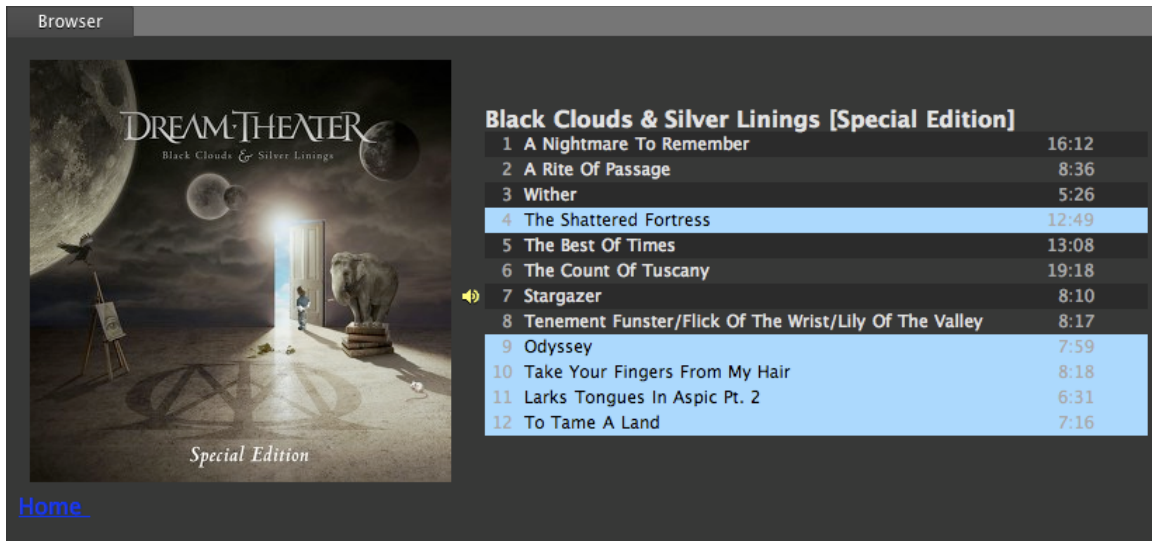 Browser
DREAM THEATER
Black Clouds & Silver Linings
Special Edition
Black Clouds & Silver Linings [Special Edition]
1 A Nightmare To Remember 16:12
2 A Rite Of Passage 8:36
3 Wither 5:26
4 The Shattered Fortress 12:49
5 The Best Of Times 13:08
6 The Count Of Tuscany 19:18
7 Stargazer 8:10
8 Tenement Funster/Flick Of The Wrist/Lily Of The Valley 8:17
9 Odyssey 7:59
10 Take Your Fingers From My Hair 8:18
11 Larks Tongues In Aspic Pt. 2 6:31
12 To Tame A Land 7:16
Home